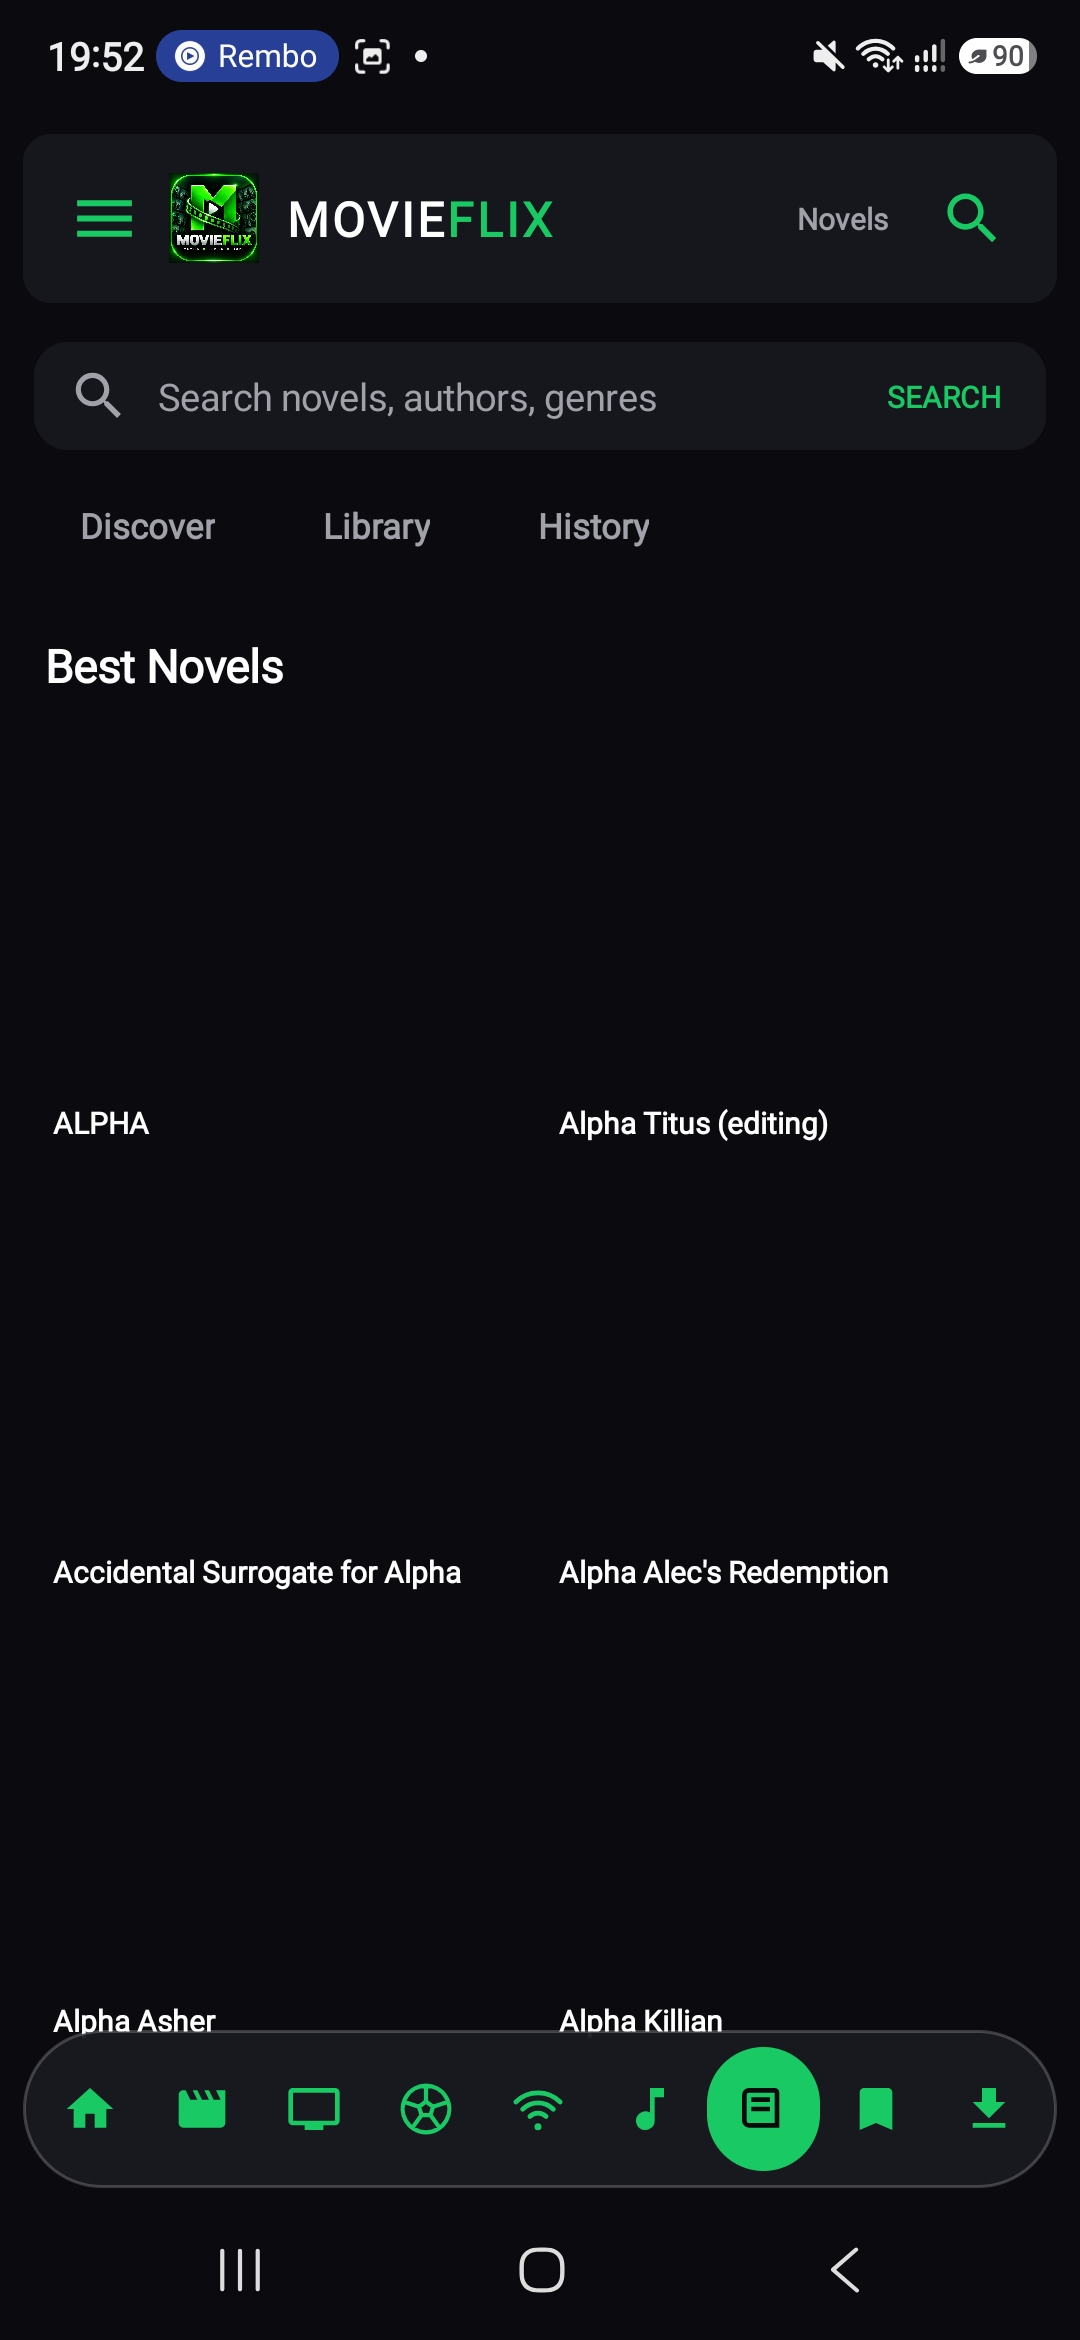 19:52 Rembo 90
MOVIEFLIX
MOVIEFLIX Novels
Search novels, authors, genres SEARCH
Discover Library History
Best Novels
ALPHA Alpha Titus (editing)
Accidental Surrogate for Alpha Alpha Alec's Redemption
Alpha Asher Alpha Killian